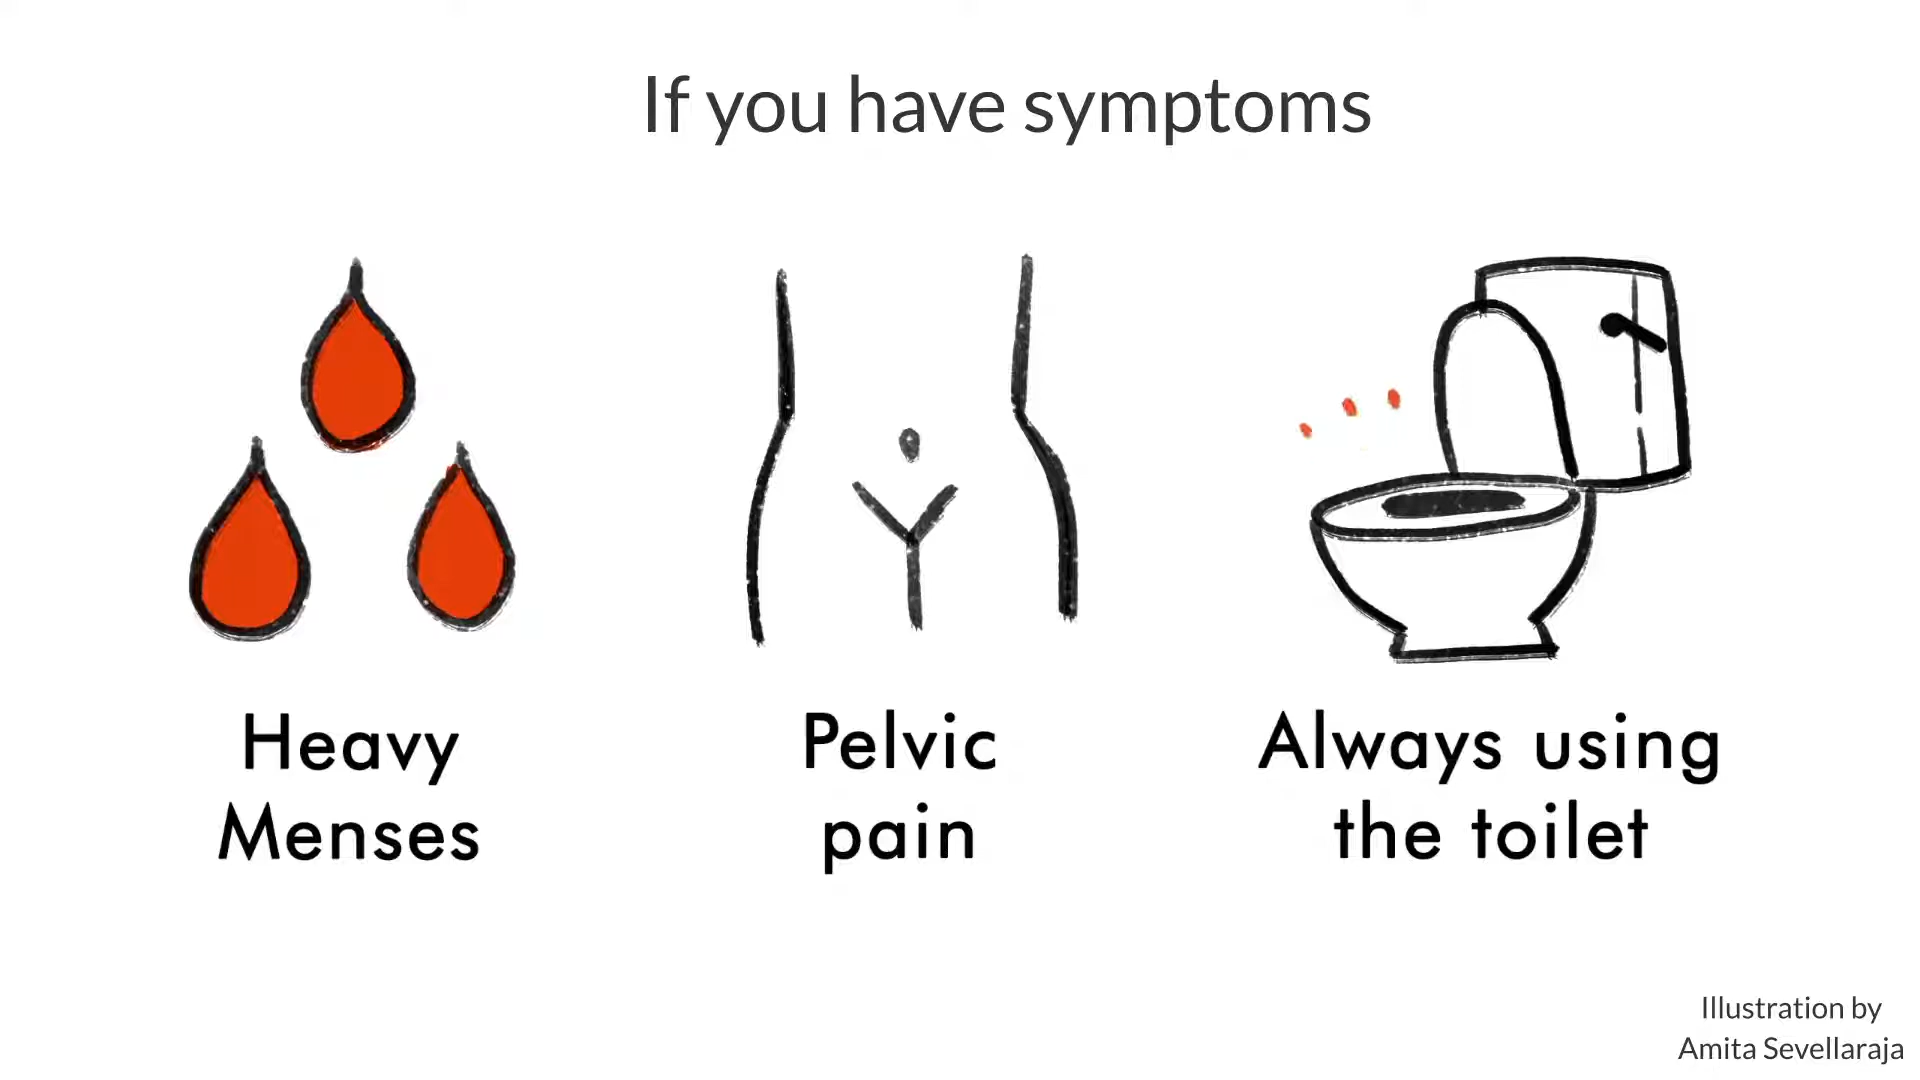 If you have symptoms
Heavy
Menses
Pelvic
pain
Always using
the toilet
Illustration by
Amita Sevellaraja